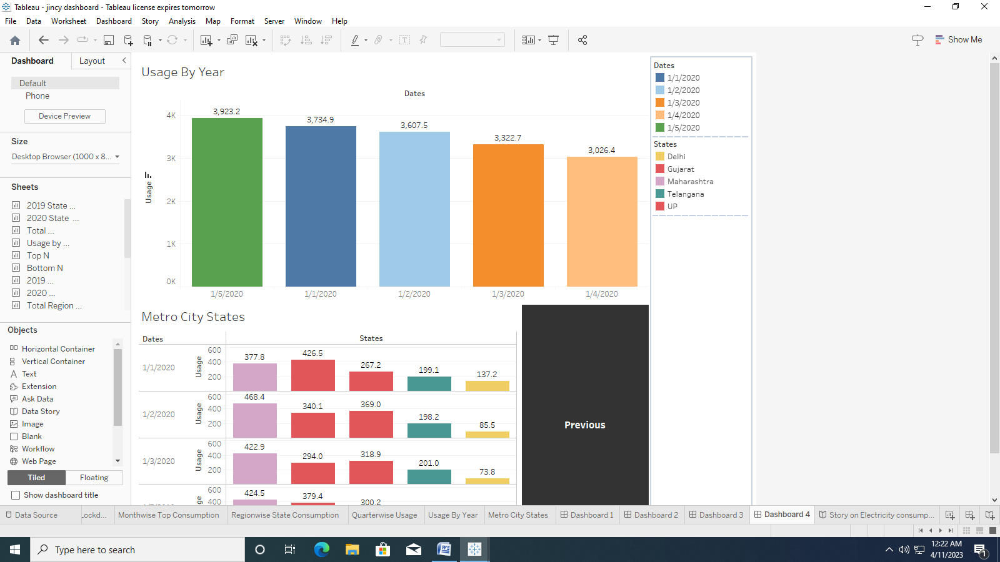 Tableau - jincy dashboard - Tableau license expires tomorrow
File Data Worksheet Dashboard Story Analysis Map Format Server Window Help
Show Me
Dashboard Layout
Default
Phone
Device Preview
Size
Desktop Browser (1000 x 8...
Sheets
2019 State ...
2020 State ...
Total ...
Usage by ...
Top N
Bottom N
2019 ...
2020 ...
Total Region ...
Objects
Horizontal Container
Vertical Container
Text
Extension
Ask Data
Data Story
Image
Blank
Workflow
Web Page
Tiled Floating
Show dashboard title
Usage By Year
Dates
Usage
4K
3K
2K
1K
0K
3,923.2 3,734.9 3,607.5 3,322.7 3,026.4
1/5/2020 1/1/2020 1/2/2020 1/3/2020 1/4/2020
Metro City States
Dates States
1/1/2020 Usage 600 400 200
377.8 426.5 267.2 199.1 137.2
1/2/2020 Usage 600 400 200
468.4 340.1 369.0 198.2 85.5
1/3/2020 Usage 600 400 200
422.9 294.0 318.9 201.0 73.8
600 400
424.5 379.4 300.2
Previous
Dates
1/1/2020
1/2/2020
1/3/2020
1/4/2020
1/5/2020
States
Delhi
Gujarat
Maharashtra
Telangana
UP
Data Source Lockd... Monthwise Top Consumption Regionwise State Consumption Quarterwise Usage Usage By Year Metro City States Dashboard 1 Dashboard 2 Dashboard 3 Dashboard 4 Story on Electricity consump...
Type here to search
12:22 AM
4/11/2023
1